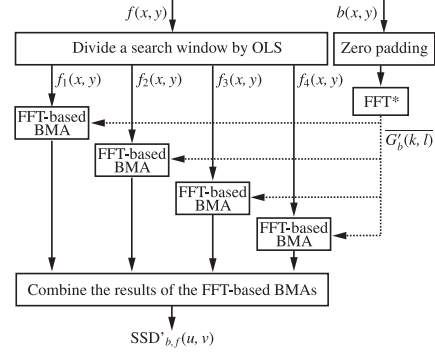 f(x, y)
b(x, y)
Divide a search window by OLS
Zero padding
f₁(x, y)
f₂(x, y)
f₃(x, y)
f₄(x, y)
FFT*
FFT-based
BMA
G'_b(k, l)
FFT-based
BMA
FFT-based
BMA
FFT-based
BMA
Combine the results of the FFT-based BMAs
SSD'_{b,f}(u, v)